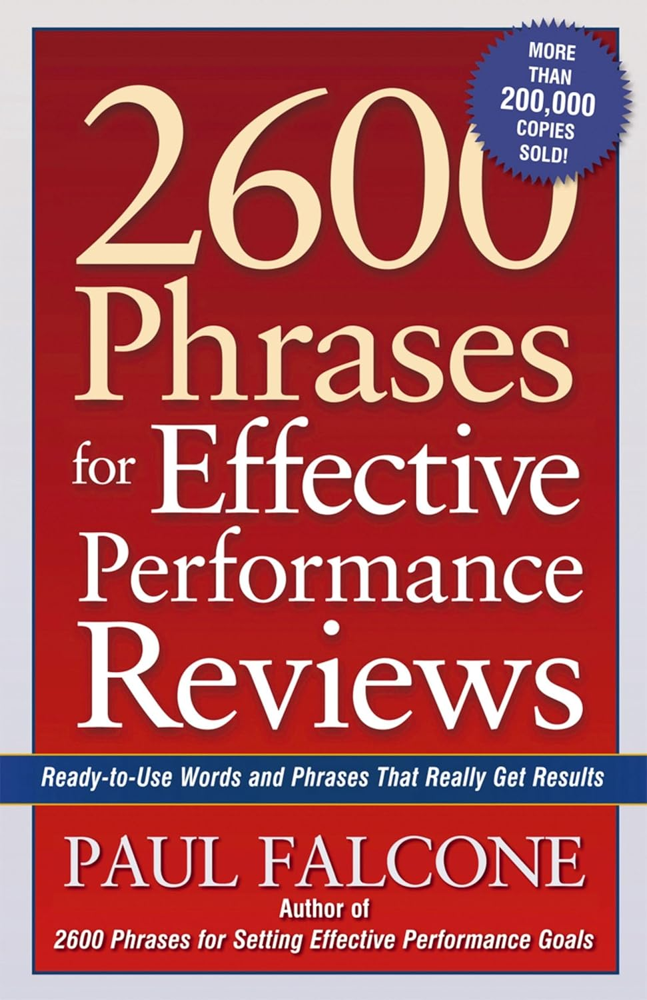 MORE
THAN
200,000
COPIES
SOLD!
2600
Phrases
for Effective
Performance
Reviews
Ready-to-Use Words and Phrases That Really Get Results
PAUL FALCONE
Author of
2600 Phrases for Setting Effective Performance Goals